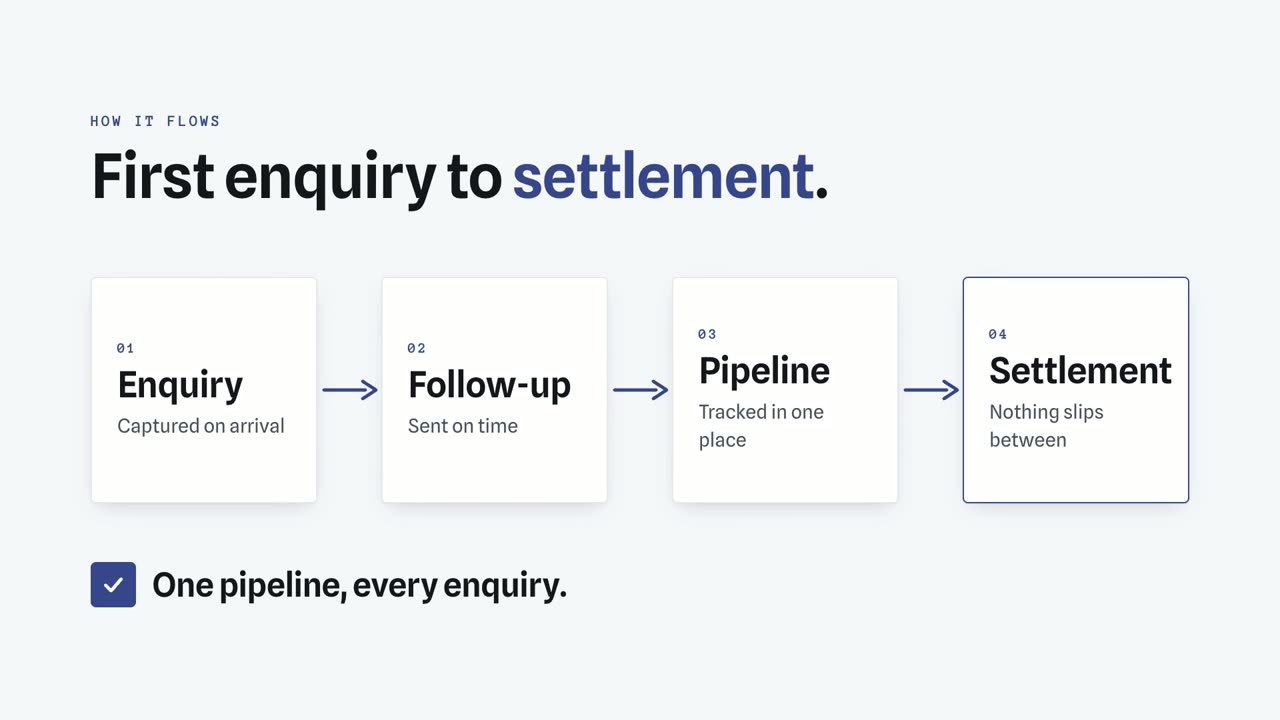 HOW IT FLOWS
First enquiry to settlement.
01
Enquiry
Captured on arrival
02
Follow-up
Sent on time
03
Pipeline
Tracked in one
place
04
Settlement
Nothing slips
between
One pipeline, every enquiry.